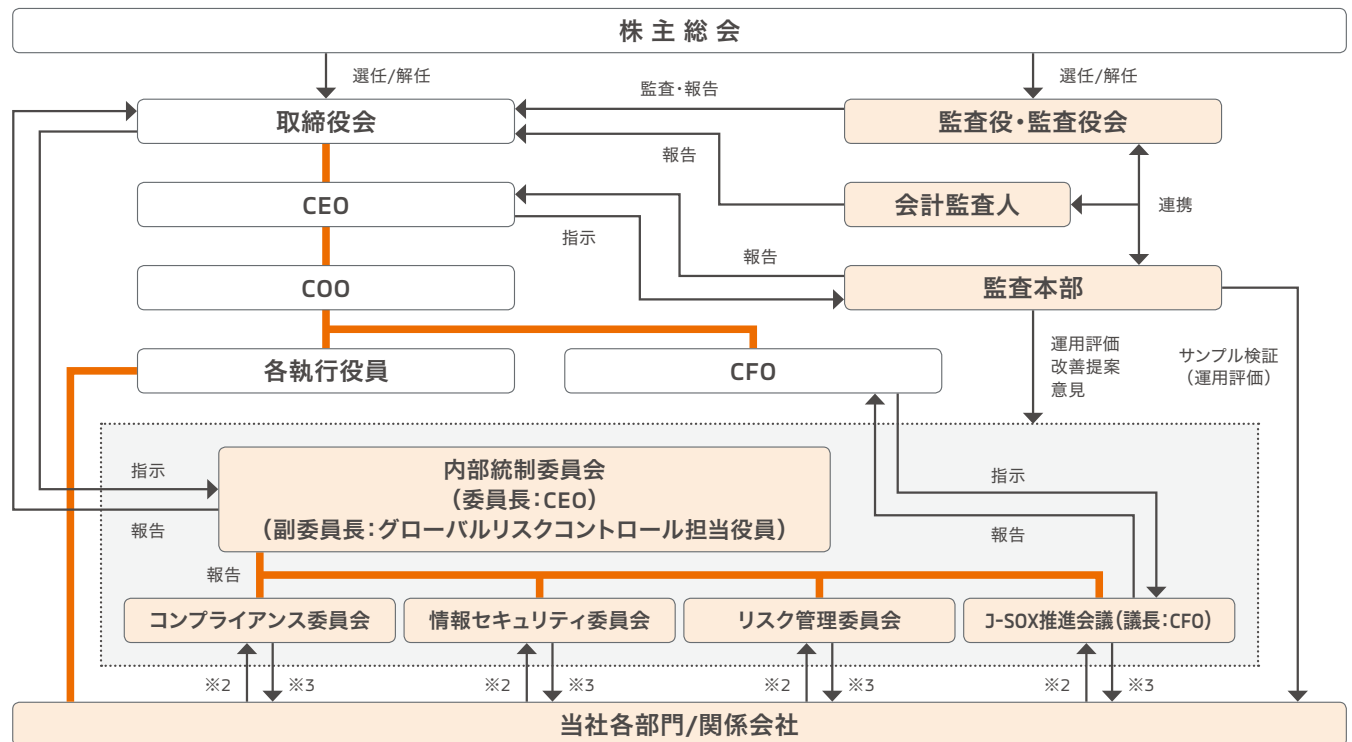 株主総会
選任/解任
選任/解任
監査・報告
取締役会
監査役・監査役会
報告
CEO
会計監査人
連携
指示
報告
COO
監査本部
各執行役員
CFO
運用評価
改善提案
意見
サンプル検証
（運用評価）
内部統制委員会
（委員長：CEO）
（副委員長：グローバルリスクコントロール担当役員）
指示
報告
指示
報告
報告
コンプライアンス委員会
情報セキュリティ委員会
リスク管理委員会
J-SOX推進会議（議長：CFO）
※2
※3
※2
※3
※2
※3
※2
※3
当社各部門/関係会社